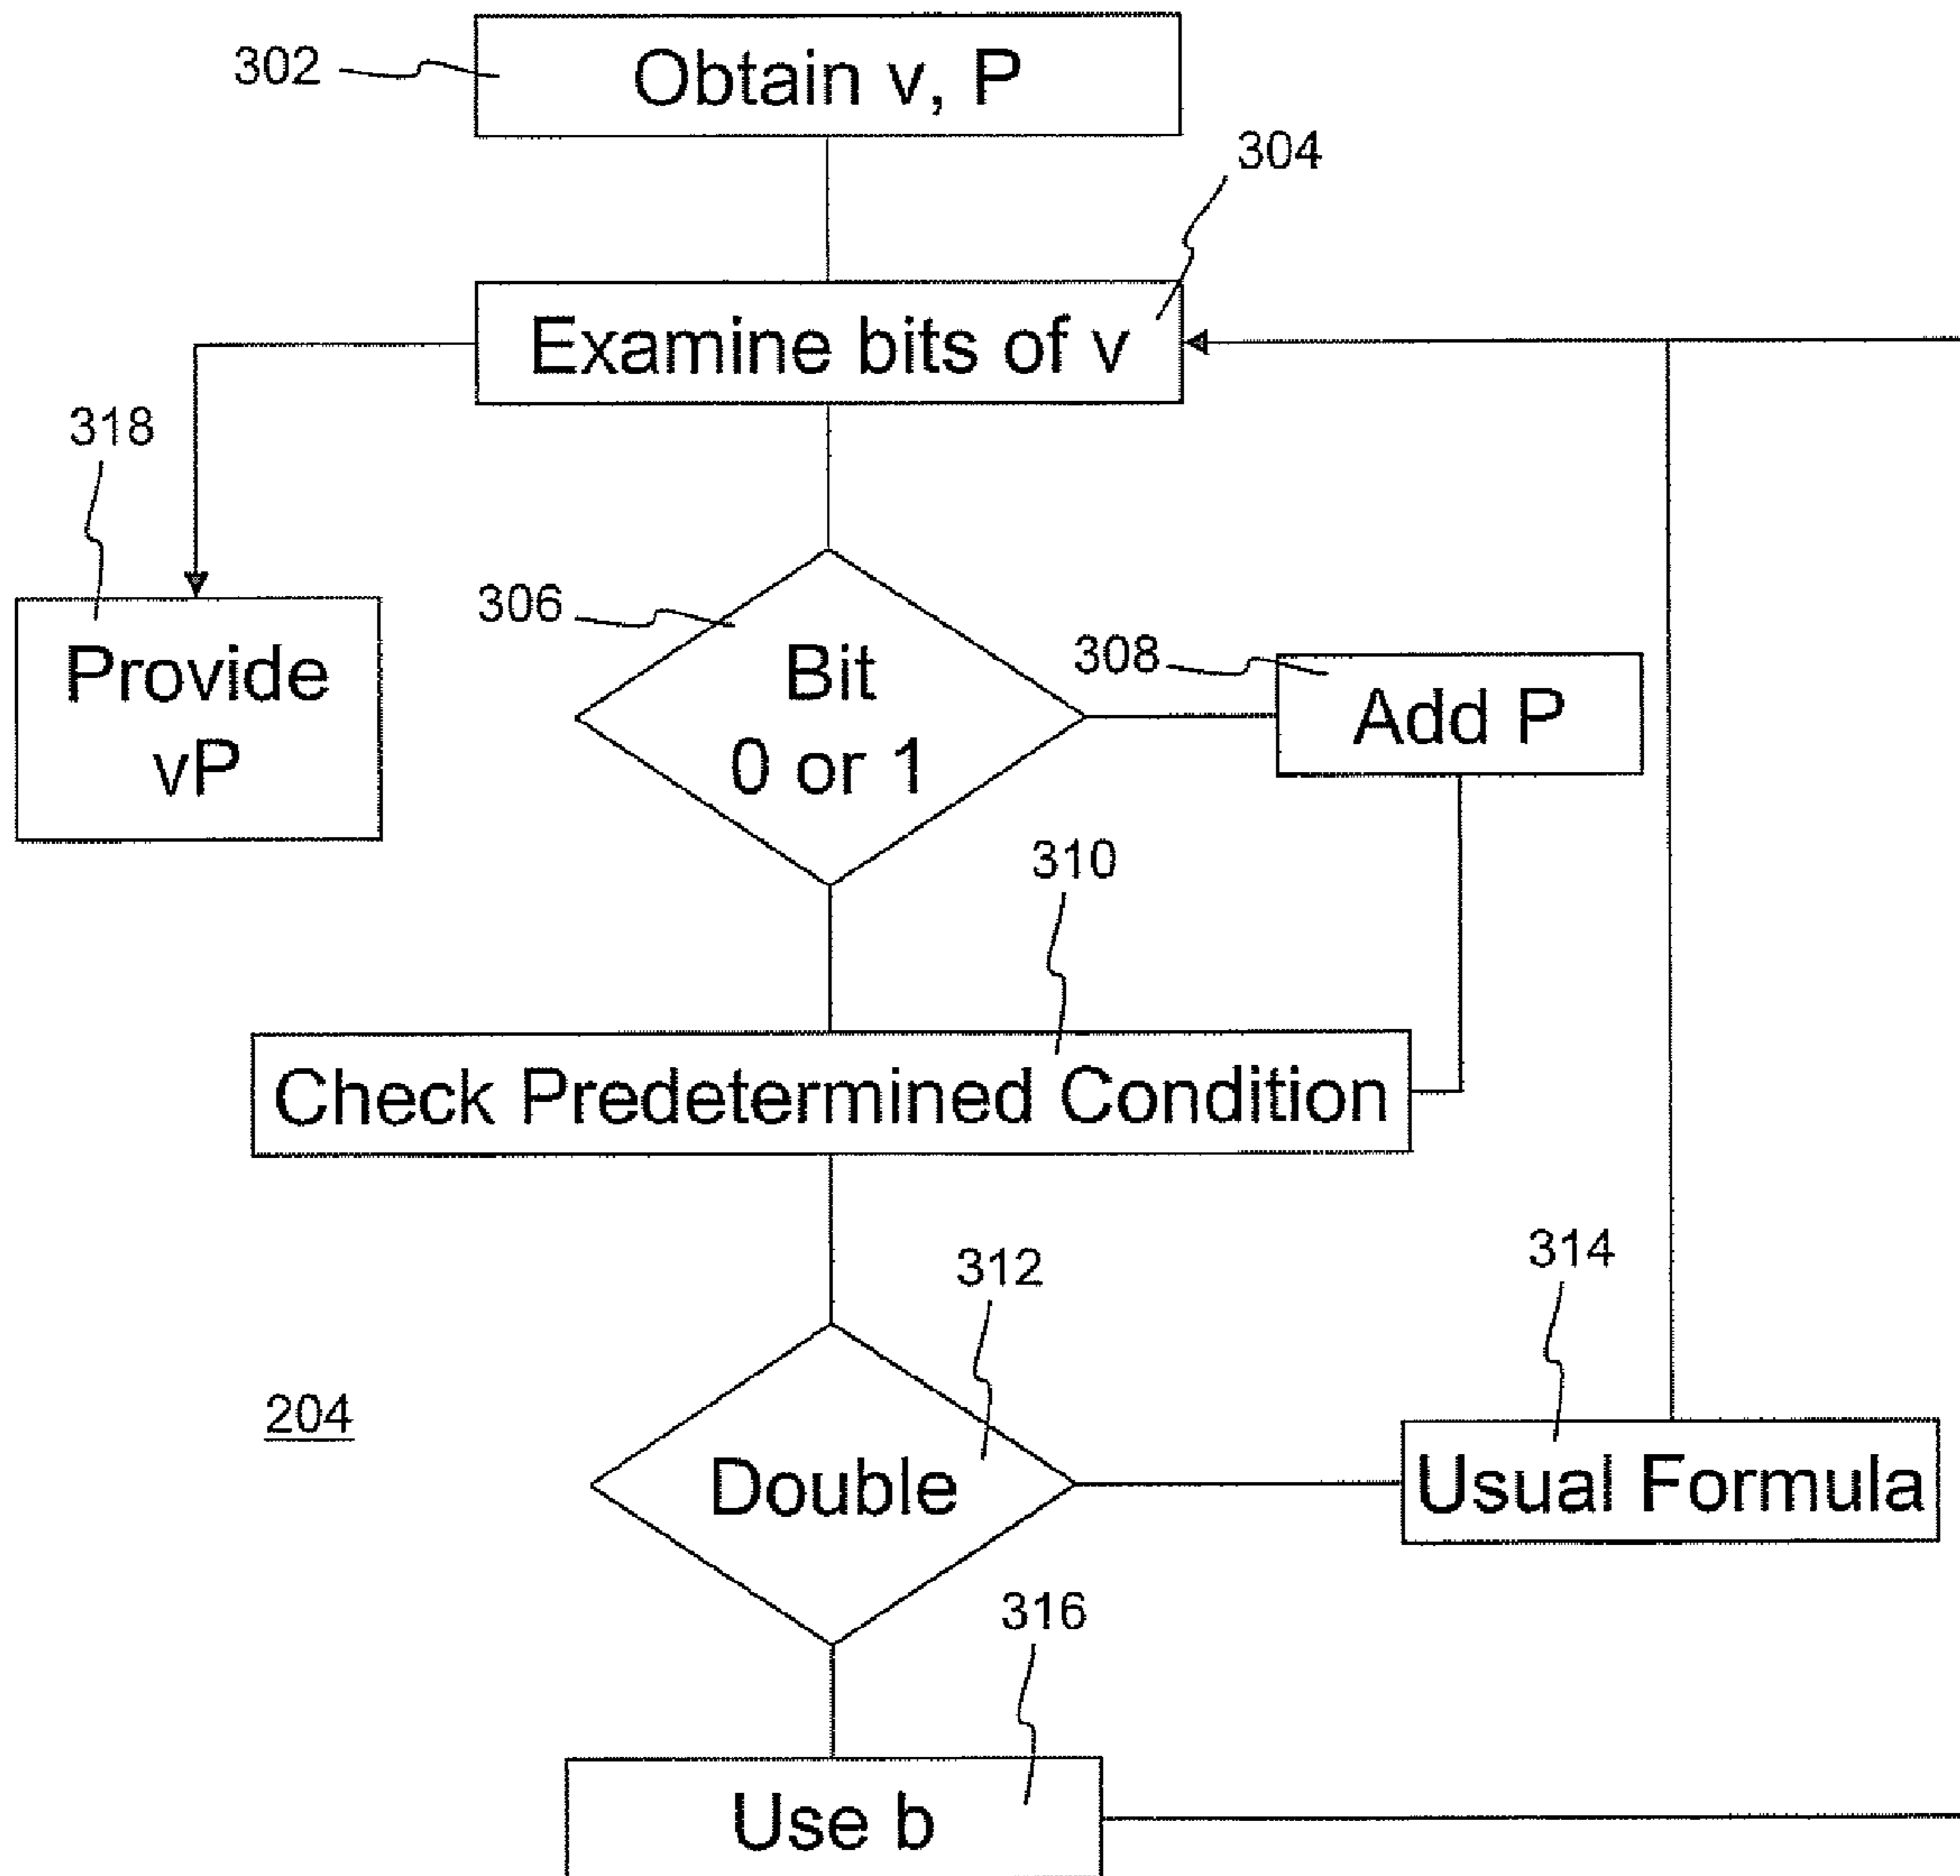 302
Obtain v, P
304
Examine bits of v
318
Provide
vP
306
Bit
0 or 1
308
Add P
310
Check Predetermined Condition
312
Double
314
Usual Formula
204
316
Use b